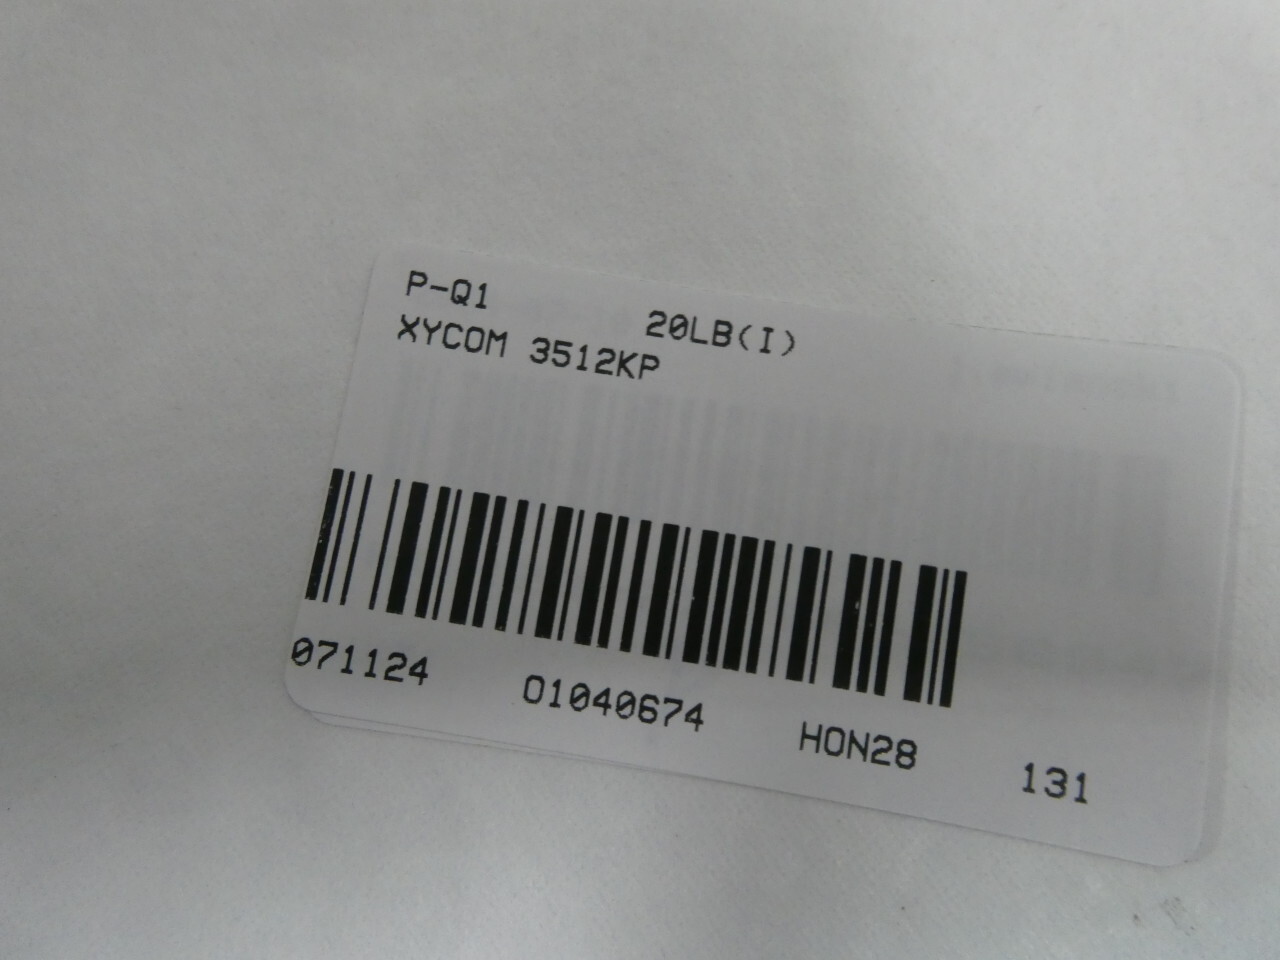 P-Q1 20LB(I)
XYCOM 3512KP
071124 01040674 HON28 131